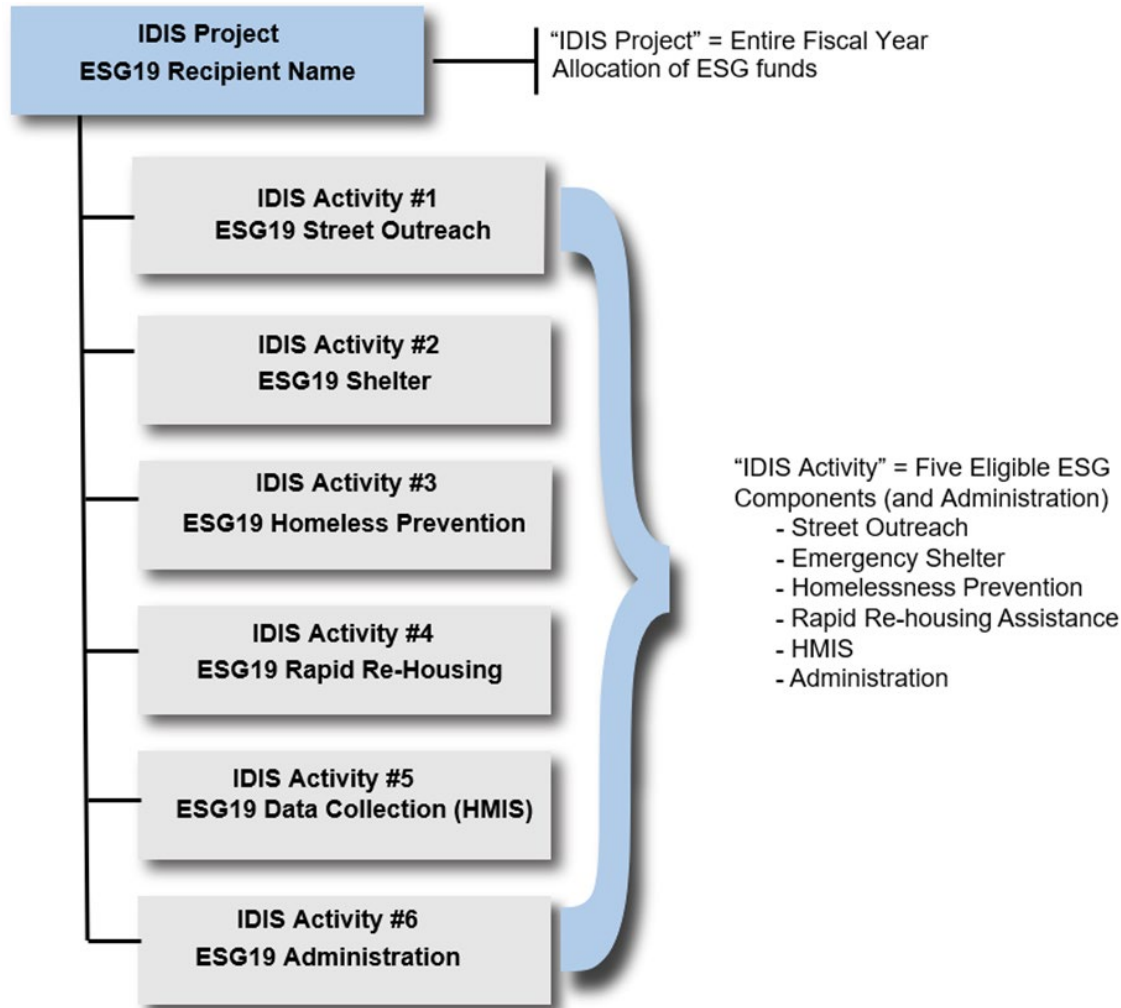 IDIS Project
ESG19 Recipient Name
“IDIS Project” = Entire Fiscal Year
Allocation of ESG funds
IDIS Activity #1
ESG19 Street Outreach
IDIS Activity #2
ESG19 Shelter
IDIS Activity #3
ESG19 Homeless Prevention
IDIS Activity #4
ESG19 Rapid Re-Housing
IDIS Activity #5
ESG19 Data Collection (HMIS)
IDIS Activity #6
ESG19 Administration
“IDIS Activity” = Five Eligible ESG
Components (and Administration)
- Street Outreach
- Emergency Shelter
- Homelessness Prevention
- Rapid Re-housing Assistance
- HMIS
- Administration